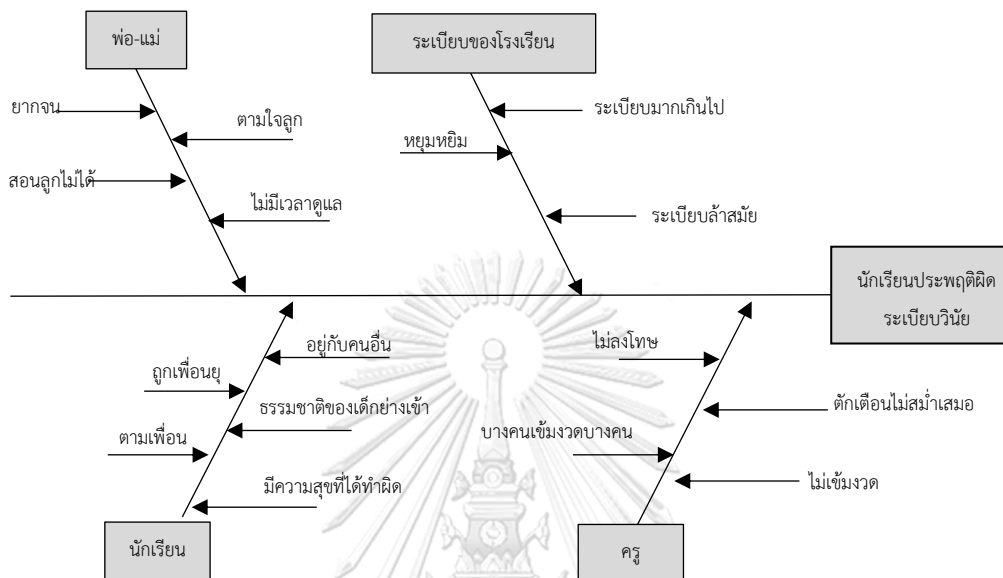 พ่อ-แม่
ระเบียบของโรงเรียน
ยากจน
ตามใจลูก
สอนลูกไม่ได้
ไม่มีเวลาดูแล
ระเบียบมากเกินไป
หยุมหยิม
ระเบียบล้าสมัย
นักเรียนประพฤติผิด
ระเบียบวินัย
อยู่กับคนอื่น
ถูกเพื่อนยุ
ธรรมชาติของเด็กย่างเข้า
ตามเพื่อน
มีความสุขที่ได้ทำผิด
นักเรียน
ไม่ลงโทษ
ตักเตือนไม่สม่ำเสมอ
บางคนเข้มงวดบางคน
ไม่เข้มงวด
ครู